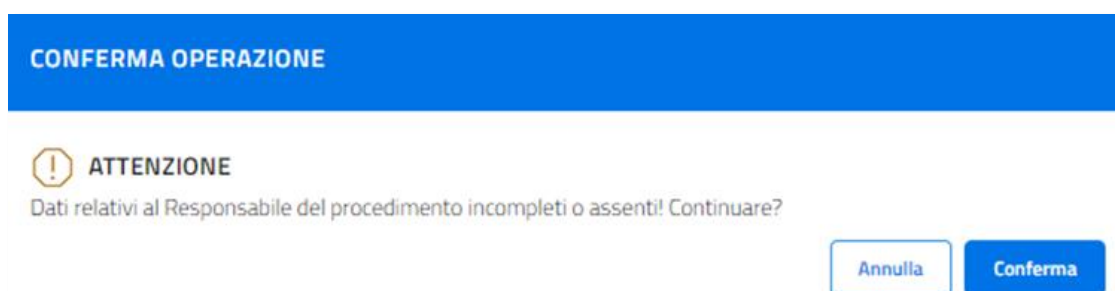 CONFERMA OPERAZIONE
ATTENZIONE
Dati relativi al Responsabile del procedimento incompleti o assenti! Continuare?
Annulla
Conferma